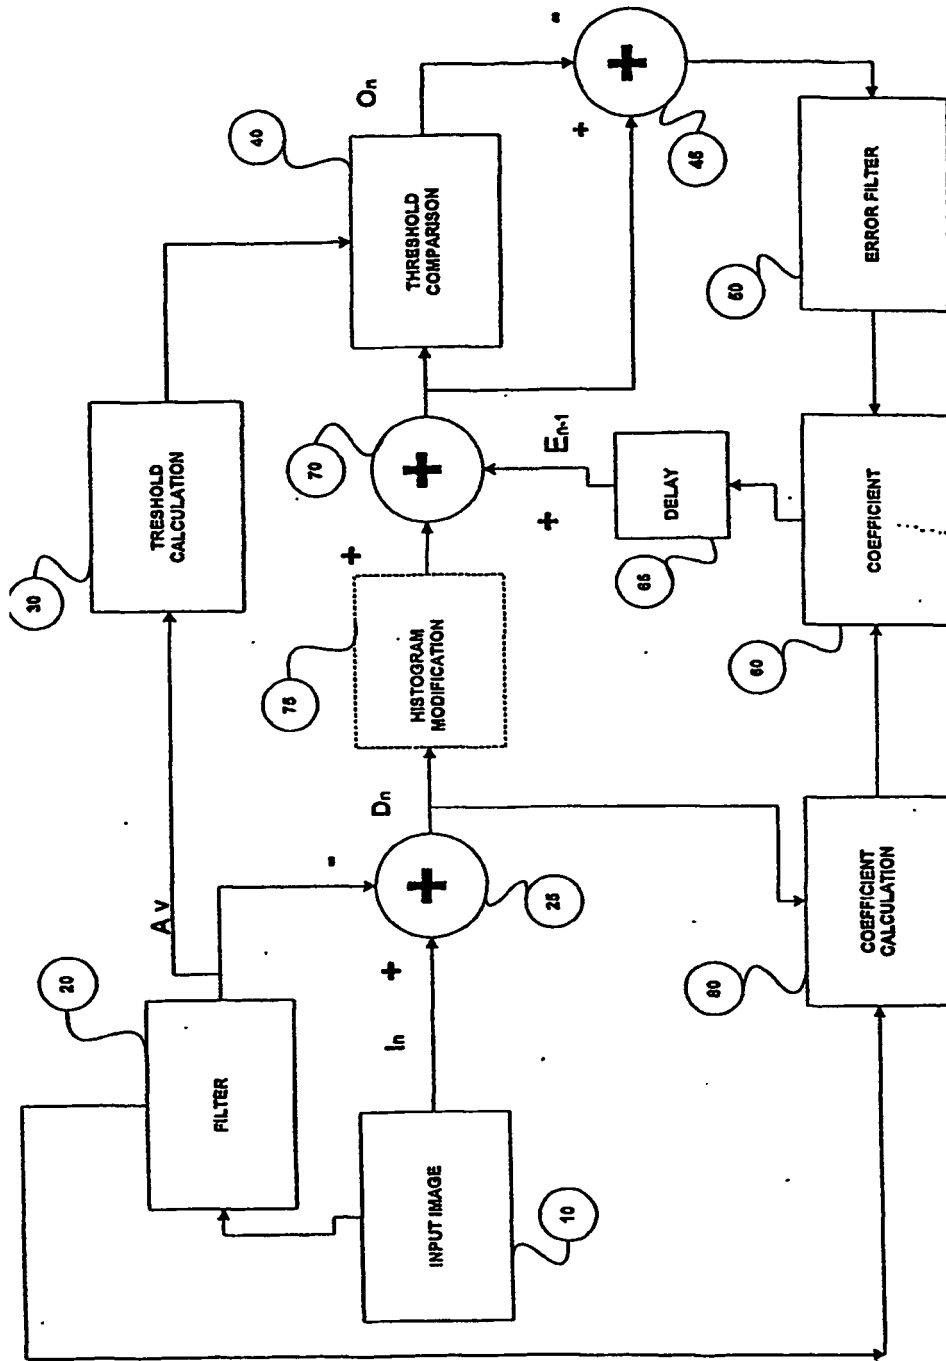 30
20
Av
TRESHOLD
CALCULATION
FILTER
40
75
70
-
On
Dn
In
+
+
THRESHOLD
COMPARISON
HISTOGRAM
MODIFICATION
INPUT IMAGE
+
+
+
-
En-1
+
+
25
10
65
DELAY
+
45
80
60
50
COEFFICIENT
CALCULATION
COEFFICIENT
ERROR FILTER